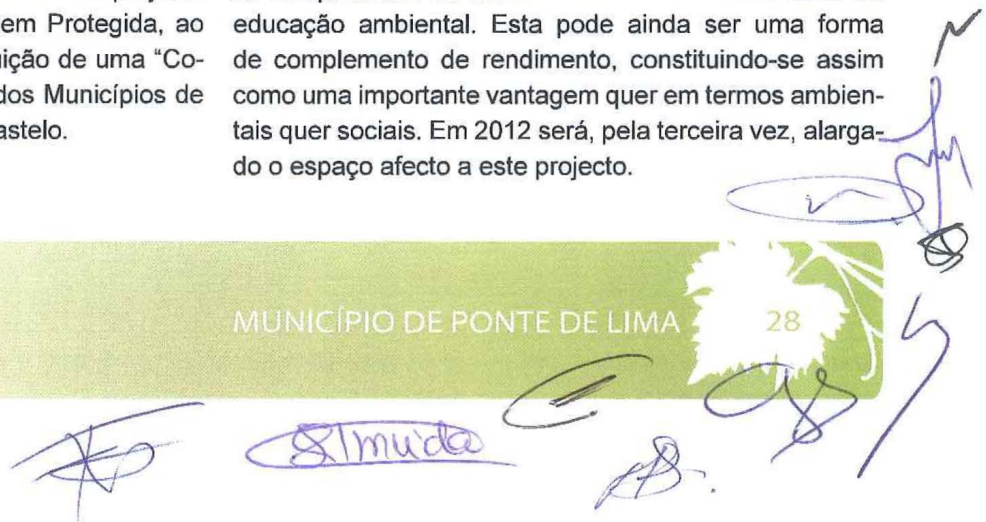 em Protegida, ao
uição de uma “Co-
dos Municípios de
astelo.
educação ambiental. Esta pode ainda ser uma forma
de complemento de rendimento, constituindo-se assim
como uma importante vantagem quer em termos ambien-
tais quer sociais. Em 2012 será, pela terceira vez, alarga-
do o espaço afecto a este projecto.
MUNICÍPIO DE PONTE DE LIMA 28